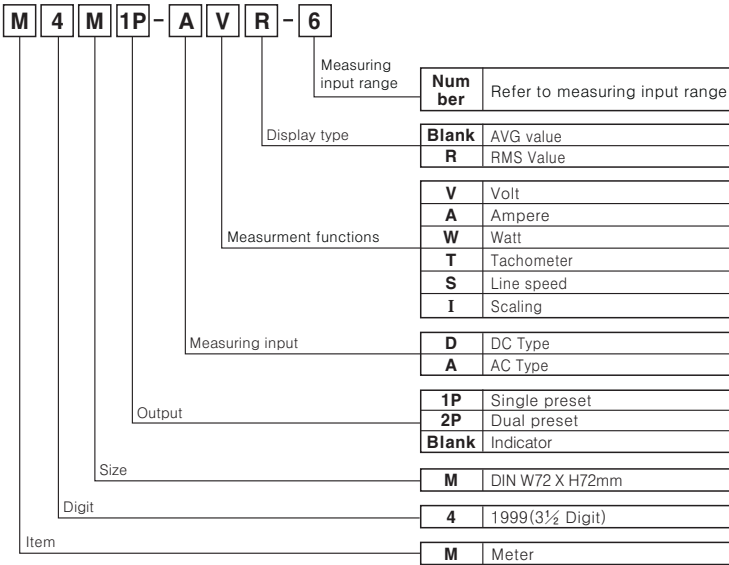 M 4 M 1P - A V R - 6
Measuring
input range
Num
ber
Refer to measuring input range
Display type
Blank AVG value
R RMS Value
Measurment functions
V Volt
A Ampere
W Watt
T Tachometer
S Line speed
I Scaling
Measuring input
D DC Type
A AC Type
Output
1P Single preset
2P Dual preset
Blank Indicator
Size
M DIN W72 X H72mm
Digit
4 1999(3½ Digit)
Item
M Meter